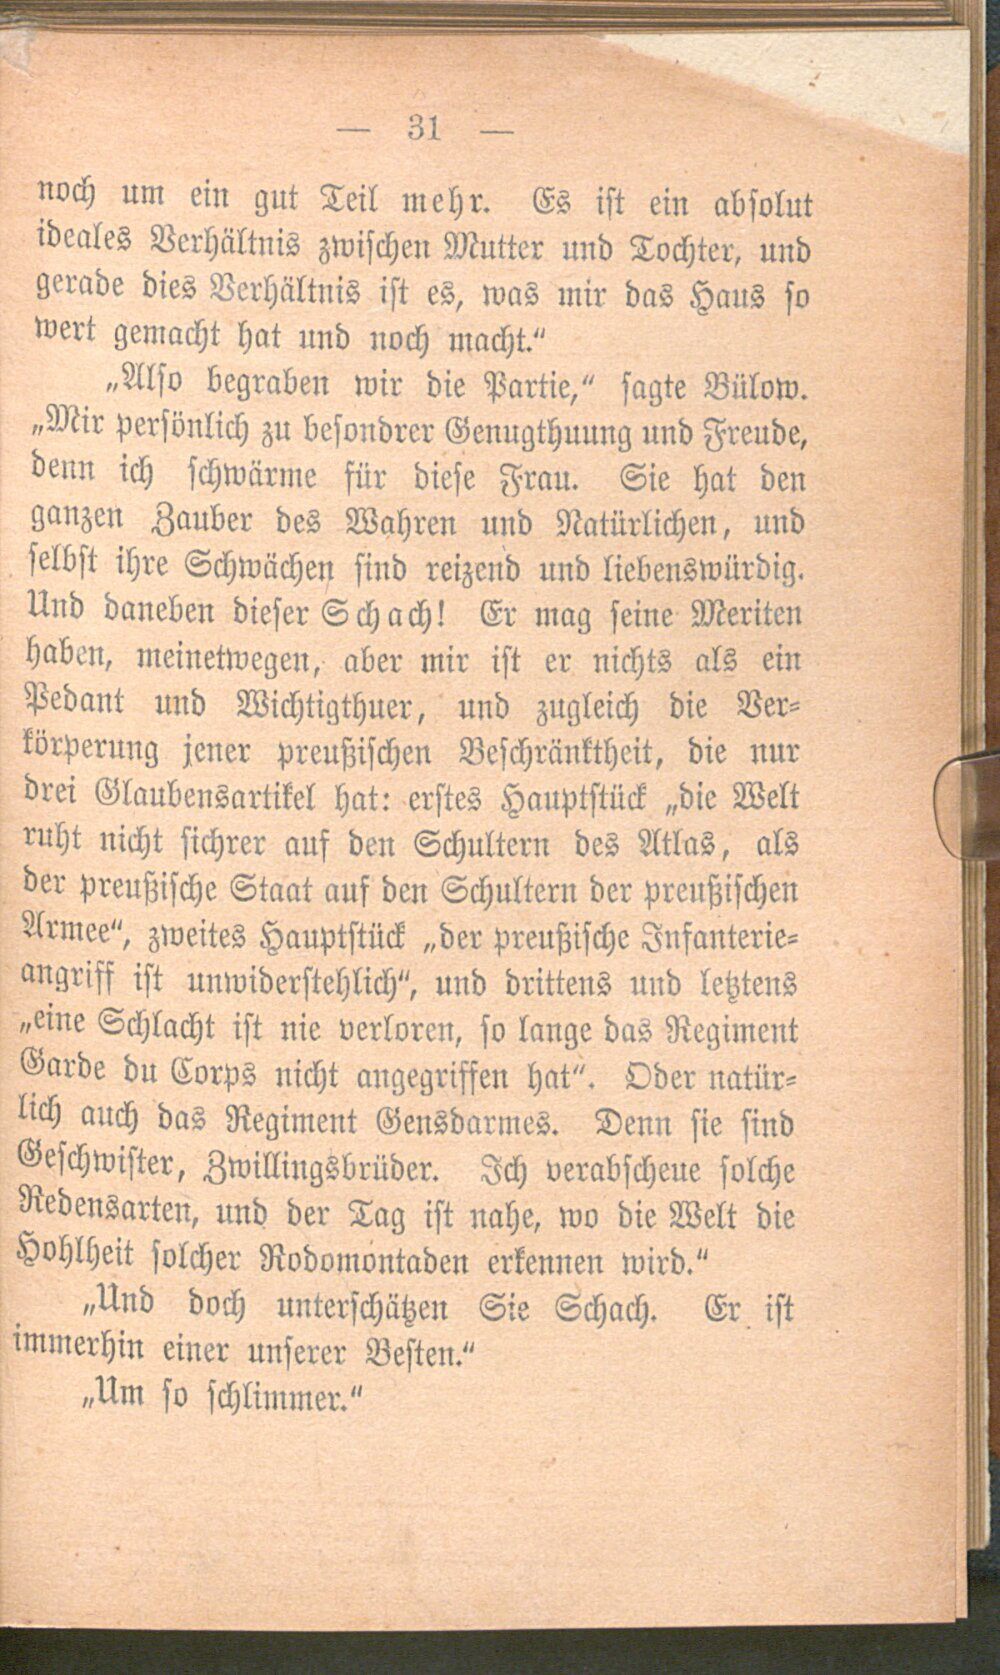 — 31 —
noch um ein gut Teil mehr. Es ist ein absolut
ideales Verhältnis zwischen Mutter und Tochter, und
gerade dies Verhältnis ist es, was mir das Haus so
wert gemacht hat und noch macht.“
„Also begraben wir die Partie,“ sagte Bülow.
„Mir persönlich zu besondrer Genugthuung und Freude,
denn ich schwärme für diese Frau. Sie hat den
ganzen Zauber des Wahren und Natürlichen, und
selbst ihre Schwächen sind reizend und liebenswürdig.
Und daneben dieser Schach! Er mag seine Meriten
haben, meinetwegen, aber mir ist er nichts als ein
Pedant und Wichtigthuer, und zugleich die Ver-
körperung jener preußischen Beschränktheit, die nur
drei Glaubensartikel hat: erstes Hauptstück „die Welt
ruht nicht sichrer auf den Schultern des Atlas, als
der preußische Staat auf den Schultern der preußischen
Armee“, zweites Hauptstück „der preußische Infanterie-
angriff ist unwiderstehlich“, und drittens und letztens
„eine Schlacht ist nie verloren, so lange das Regiment
Garde du Corps nicht angegriffen hat“. Oder natür-
lich auch das Regiment Gensdarmes. Denn sie sind
Geschwister, Zwillingsbrüder. Ich verabscheue solche
Redensarten, und der Tag ist nahe, wo die Welt die
Hohlheit solcher Rodomontaden erkennen wird.“
„Und doch unterschätzen Sie Schach. Er ist
immerhin einer unserer Besten.“
„Um so schlimmer.“